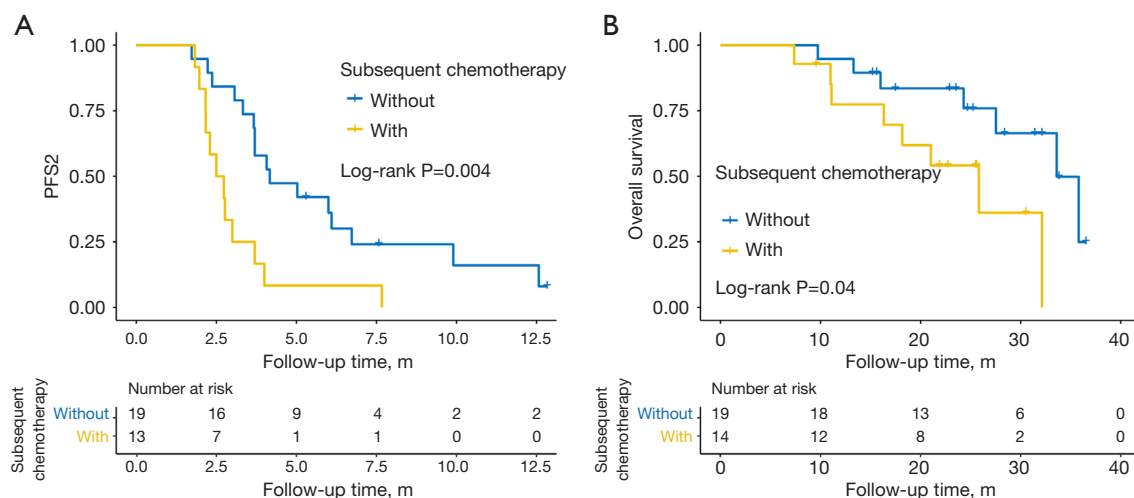 A
1.00
0.75
0.50
0.25
0.00
PFS2
Subsequent chemotherapy
Without
With
Log-rank P=0.004
0.0 2.5 5.0 7.5 10.0 12.5
Follow-up time, m
Number at risk
Subsequent
chemotherapy
Without 19 16 9 4 2 2
With 13 7 1 1 0 0
0.0 2.5 5.0 7.5 10.0 12.5
Follow-up time, m
B
1.00
0.75
0.50
0.25
0.00
Overall survival
Subsequent chemotherapy
Without
With
Log-rank P=0.04
0 10 20 30 40
Follow-up time, m
Number at risk
Subsequent
chemotherapy
Without 19 18 13 6 0
With 14 12 8 2 0
0 10 20 30 40
Follow-up time, m